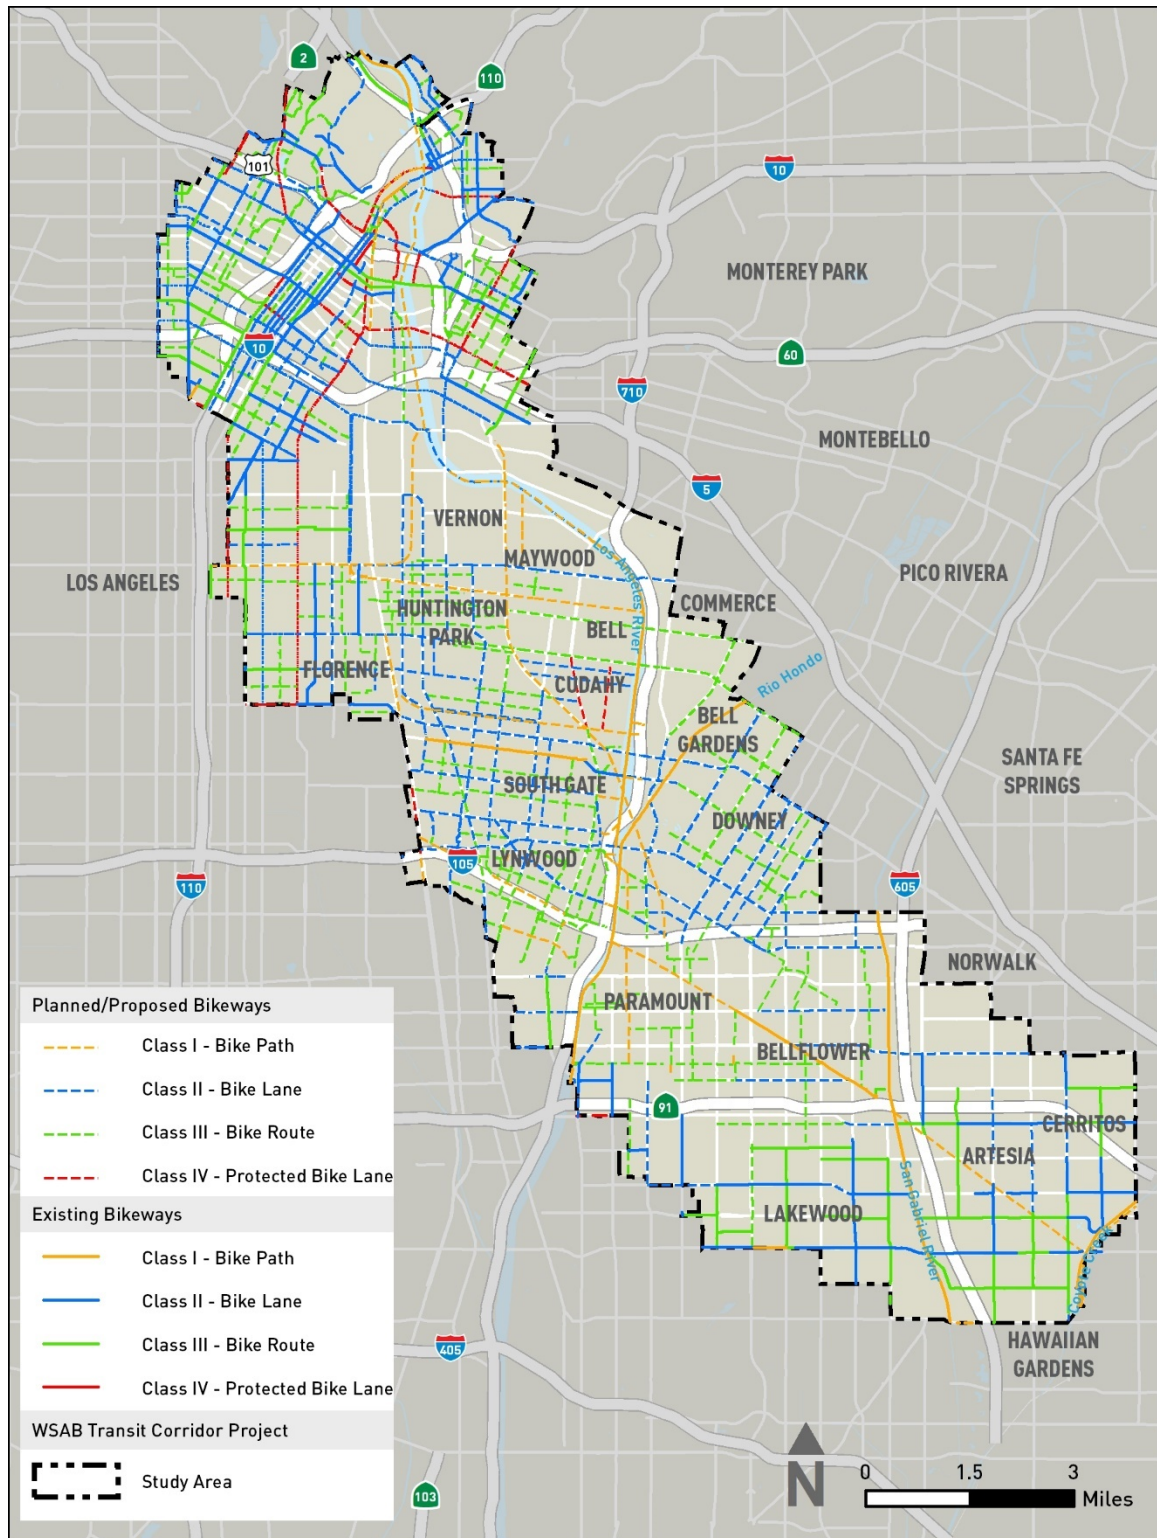 2
110
101
10
MONTEREY PARK
60
10
710
MONTEBELLO
5
VERNON
MAYWOOD
Los Angeles River
PICO RIVERA
LOS ANGELES
COMMERCE
HUNTINGTON
PARK
BELL
FLORENCE
CUDAHY
Rio Hondo
BELL
GARDENS
SANTA FE
SPRINGS
SOUTH GATE
DOWNEY
LYNWOOD
105
110
605
NORWALK
PARAMOUNT
BELLFLOWER
91
CERRITOS
ARTESIA
LAKEWOOD
San Gabriel River
Coyote Creek
HAWAIIAN
GARDENS
405
103
Planned/Proposed Bikeways
Class I - Bike Path
Class II - Bike Lane
Class III - Bike Route
Class IV - Protected Bike Lane
Existing Bikeways
Class I - Bike Path
Class II - Bike Lane
Class III - Bike Route
Class IV - Protected Bike Lane
WSAB Transit Corridor Project
Study Area
N
0 1.5 3
Miles